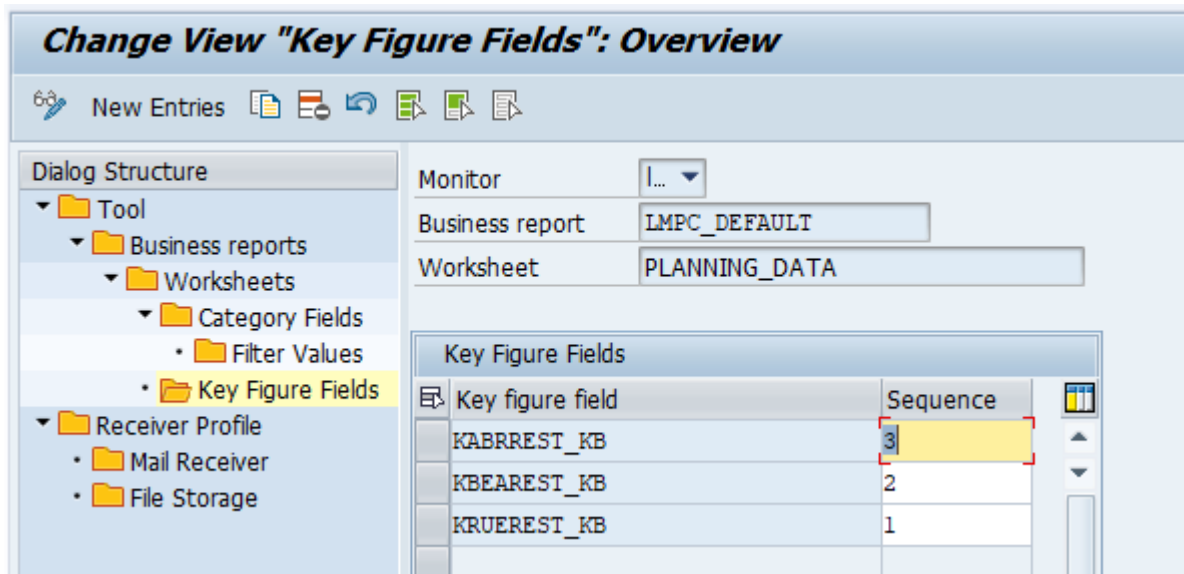 Change View "Key Figure Fields": Overview
New Entries
Dialog Structure
Tool
Business reports
Worksheets
Category Fields
Filter Values
Key Figure Fields
Receiver Profile
Mail Receiver
File Storage
Monitor l...
Business report LMPC_DEFAULT
Worksheet PLANNING_DATA
Key Figure Fields
Key figure field Sequence
KABRREST_KB 3
KBEAREST_KB 2
KRUEREST_KB 1